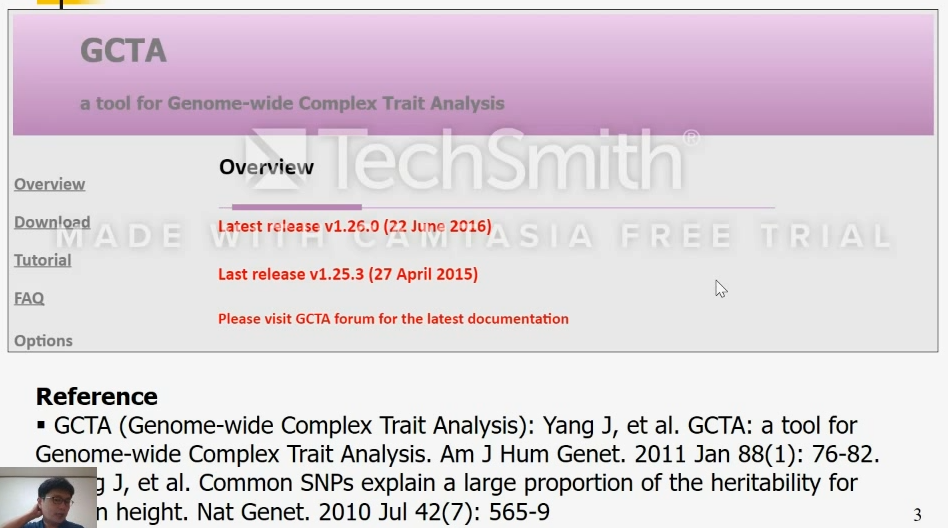 GCTA
a tool for Genome-wide Complex Trait Analysis
TechSmith®
MADE WITH CAMTASIA FREE TRIAL
Overview
Overview
Download
Tutorial
FAQ
Options
Latest release v1.26.0 (22 June 2016)
Last release v1.25.3 (27 April 2015)
Please visit GCTA forum for the latest documentation
Reference
▪ GCTA (Genome-wide Complex Trait Analysis): Yang J, et al. GCTA: a tool for
Genome-wide Complex Trait Analysis. Am J Hum Genet. 2011 Jan 88(1): 76-82.
g J, et al. Common SNPs explain a large proportion of the heritability for
n height. Nat Genet. 2010 Jul 42(7): 565-9
3